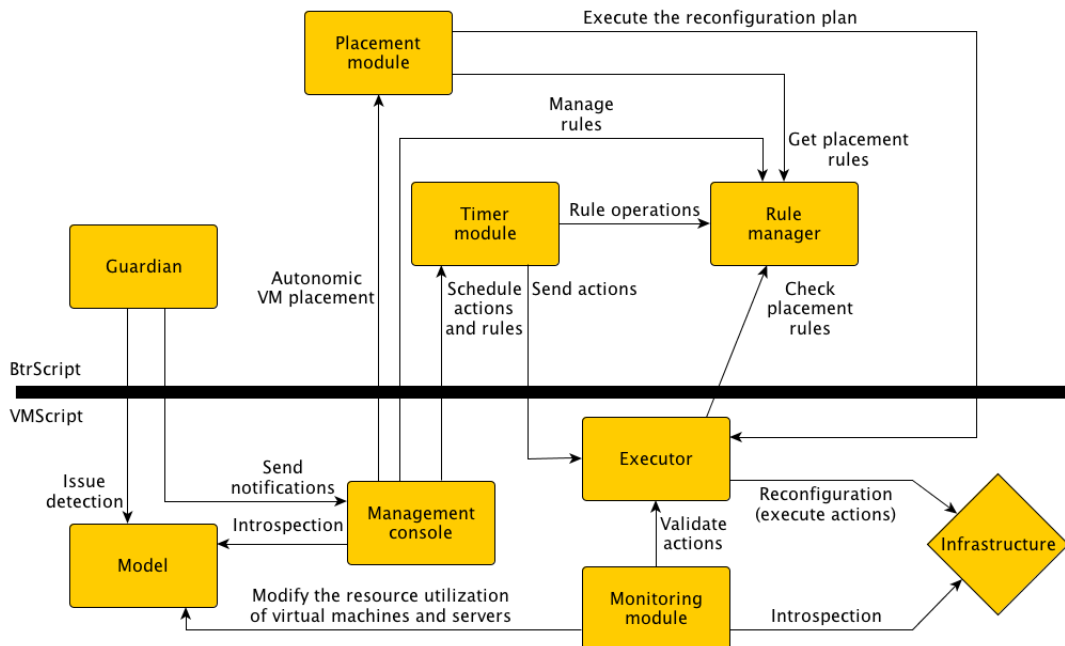 Execute the reconfiguration plan
Placement
module
Manage
rules
Get placement
rules
Timer
module
Rule operations
Rule
manager
Guardian
Autonomic
VM placement
Schedule
actions
and rules
Send actions
Check
placement
rules
BtrScript
VMScript
Issue
detection
Send
notifications
Introspection
Management
console
Executor
Reconfiguration
(execute actions)
Validate
actions
Infrastructure
Model
Modify the resource utilization
of virtual machines and servers
Monitoring
module
Introspection